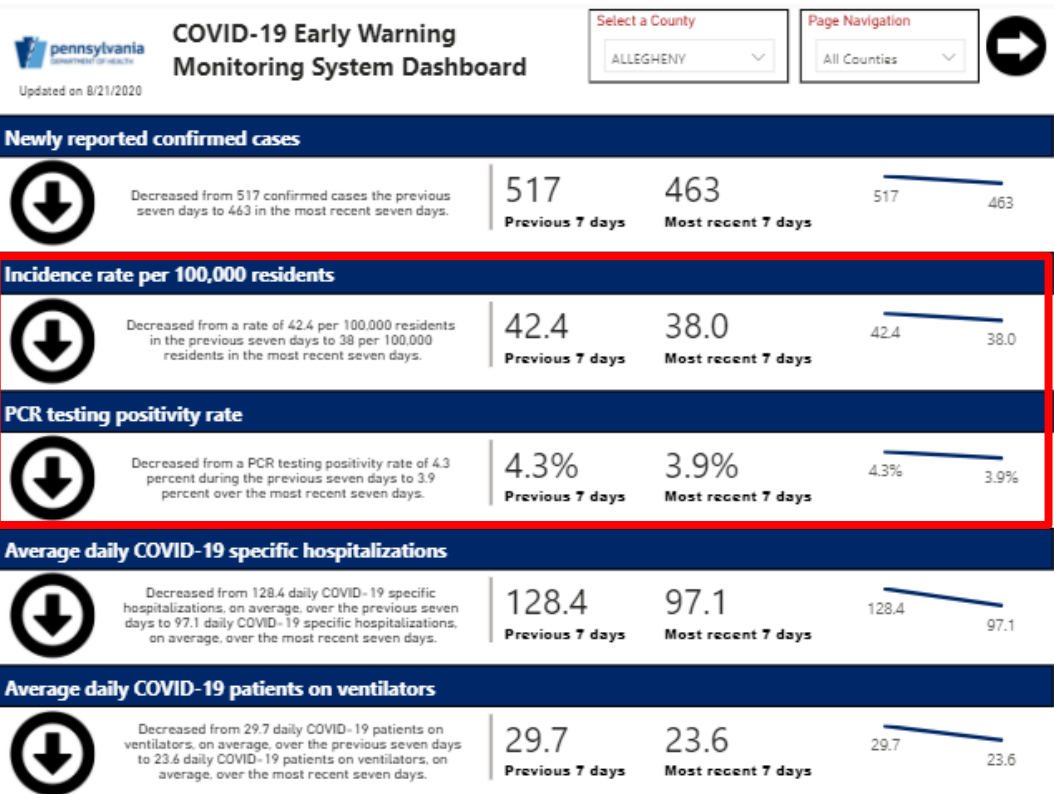 pennsylvania
DEPARTMENT OF HEALTH
Updated on 8/21/2020
COVID-19 Early Warning
Monitoring System Dashboard
Select a County
ALLEGHENY
Page Navigation
All Counties
Newly reported confirmed cases
Decreased from 517 confirmed cases the previous
seven days to 463 in the most recent seven days.
517
Previous 7 days
463
Most recent 7 days
517
463
Incidence rate per 100,000 residents
Decreased from a rate of 42.4 per 100,000 residents
in the previous seven days to 38 per 100,000
residents in the most recent seven days.
42.4
Previous 7 days
38.0
Most recent 7 days
42.4
38.0
PCR testing positivity rate
Decreased from a PCR testing positivity rate of 4.3
percent during the previous seven days to 3.9
percent over the most recent seven days.
4.3%
Previous 7 days
3.9%
Most recent 7 days
4.3%
3.9%
Average daily COVID-19 specific hospitalizations
Decreased from 128.4 daily COVID-19 specific
hospitalizations, on average, over the previous seven
days to 97.1 daily COVID-19 specific hospitalizations,
on average, over the most recent seven days.
128.4
Previous 7 days
97.1
Most recent 7 days
128.4
97.1
Average daily COVID-19 patients on ventilators
Decreased from 29.7 daily COVID-19 patients on
ventilators, on average, over the previous seven days
to 23.6 daily COVID-19 patients on ventilators, on
average, over the most recent seven days.
29.7
Previous 7 days
23.6
Most recent 7 days
29.7
23.6